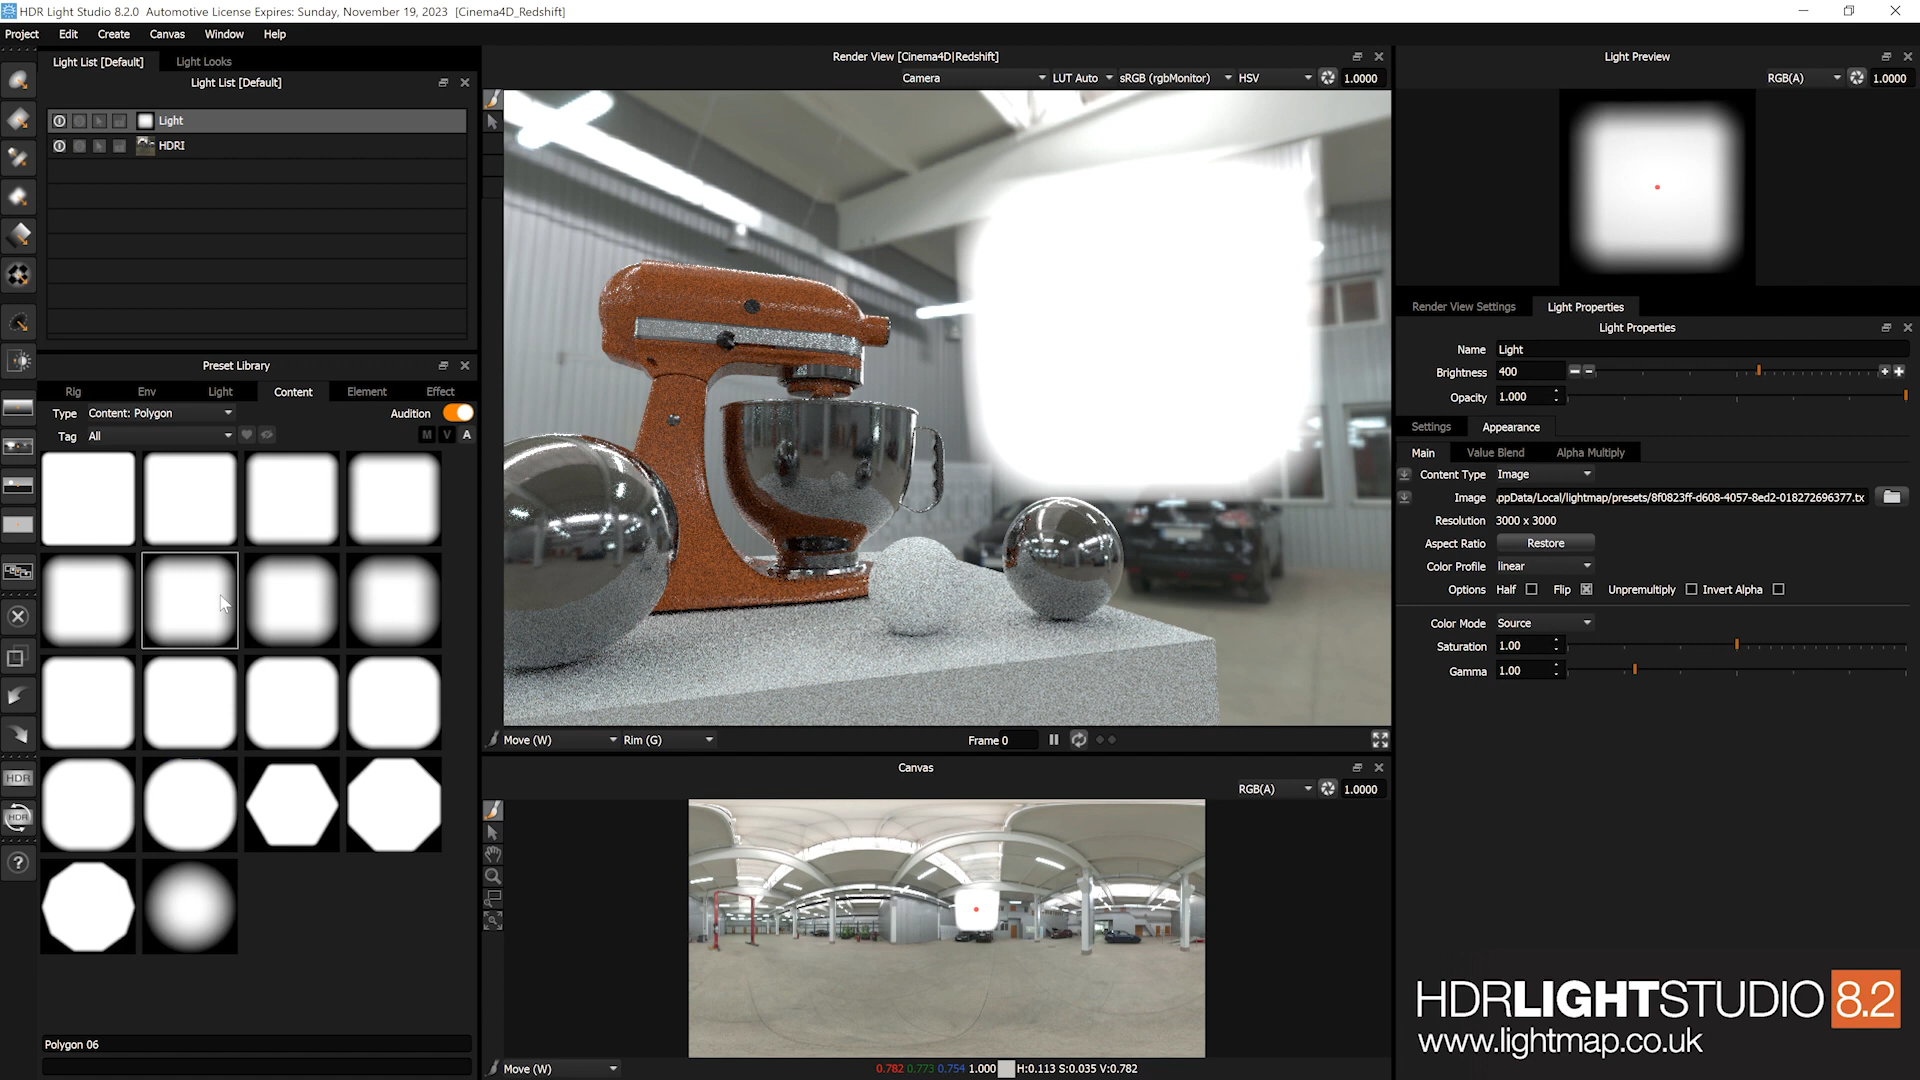 HDR Light Studio 8.2.0 Automotive License Expires: Sunday, November 19, 2023 [Cinema4D_Redshift]
Project Edit Create Canvas Window Help
Light List [Default] Light Looks
Light List [Default]
Light
HDRI
Preset Library
Rig Env Light Content Element Effect
Type Content: Polygon Audition
Tag All M V A
Polygon 06
HDR
HDR
?
Render View [Cinema4D|Redshift]
Camera LUT Auto sRGB (rgbMonitor) HSV 1.0000
Move (W) Rim (G) Frame 0
Canvas
RGB(A) 1.0000
Move (W) 0.782 0.773 0.754 1.000 H:0.113 S:0.035 V:0.782
Light Preview
RGB(A) 1.0000
Render View Settings Light Properties
Light Properties
Name Light
Brightness 400
Opacity 1.000
Settings Appearance
Main Value Blend Alpha Multiply
Content Type Image
Image ppData/Local/lightmap/presets/8f0823ff-d608-4057-8ed2-018272696377.tx
Resolution 3000 x 3000
Aspect Ratio Restore
Color Profile linear
Options Half Flip Unpremultiply Invert Alpha
Color Mode Source
Saturation 1.00
Gamma 1.00
HDRLIGHTSTUDIO 8.2
www.lightmap.co.uk